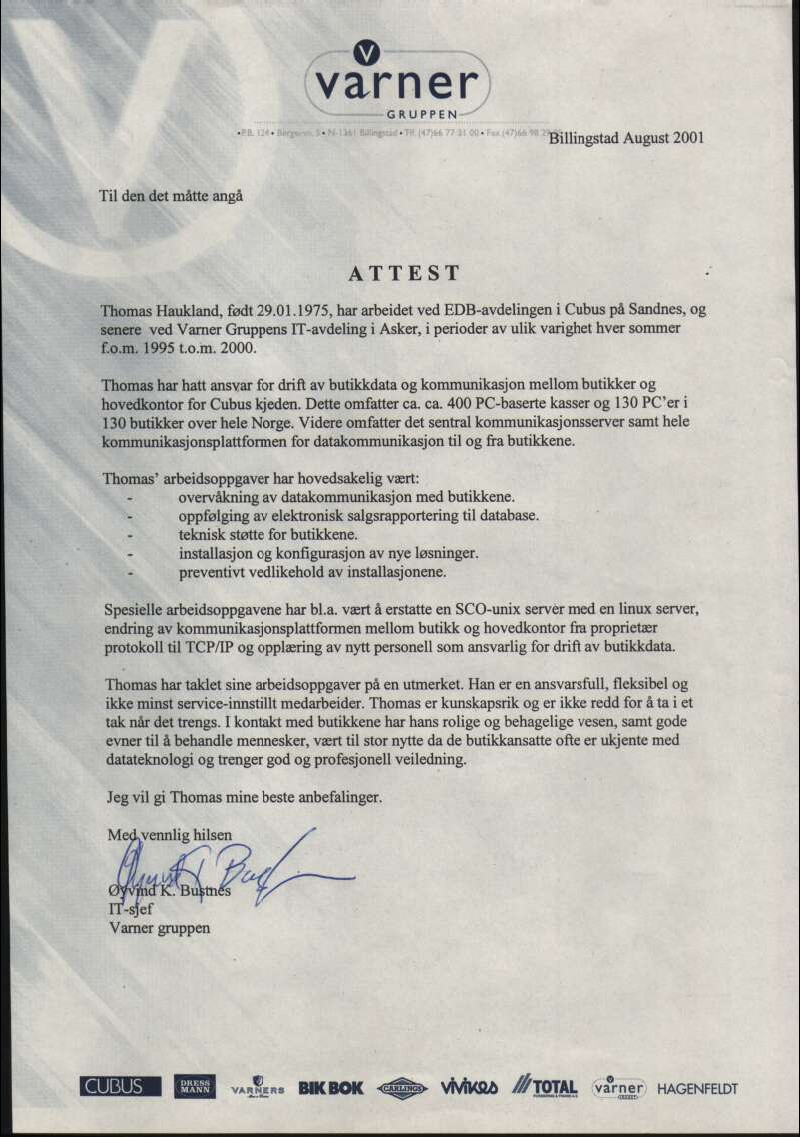 V
varner
GRUPPEN
•P.B. 124 • Bergervn. 5 • N-1361 Billingstad • Tlf. (47)66 77 31 00 • Fax (47)66 98
Billingstad August 2001
Til den det måtte angå
ATTEST
Thomas Haukland, født 29.01.1975, har arbeidet ved EDB-avdelingen i Cubus på Sandnes, og
senere ved Varner Gruppens IT-avdeling i Asker, i perioder av ulik varighet hver sommer
f.o.m. 1995 t.o.m. 2000.
Thomas har hatt ansvar for drift av butikkdata og kommunikasjon mellom butikker og
hovedkontor for Cubus kjeden. Dette omfatter ca. ca. 400 PC-baserte kasser og 130 PC'er i
130 butikker over hele Norge. Videre omfatter det sentral kommunikasjonsserver samt hele
kommunikasjonsplattformen for datakommunikasjon til og fra butikkene.
Thomas' arbeidsoppgaver har hovedsakelig vært:
- overvåkning av datakommunikasjon med butikkene.
- oppfølging av elektronisk salgsrapportering til database.
- teknisk støtte for butikkene.
- installasjon og konfigurasjon av nye løsninger.
- preventivt vedlikehold av installasjonene.
Spesielle arbeidsoppgavene har bl.a. vært å erstatte en SCO-unix server med en linux server,
endring av kommunikasjonsplattformen mellom butikk og hovedkontor fra proprietær
protokoll til TCP/IP og opplæring av nytt personell som ansvarlig for drift av butikkdata.
Thomas har taklet sine arbeidsoppgaver på en utmerket. Han er en ansvarsfull, fleksibel og
ikke minst service-innstilt medarbeider. Thomas er kunskapsrik og er ikke redd for å ta i et
tak når det trengs. I kontakt med butikkene har hans rolige og behagelige vesen, samt gode
evner til å behandle mennesker, vært til stor nytte da de butikkansatte ofte er ukjente med
datateknologi og trenger god og profesjonell veiledning.
Jeg vil gi Thomas mine beste anbefalinger.
Med vennlig hilsen
Øyvind K. Bustnes
IT-sjef
Varner gruppen
CUBUS DRESS MANN VARNERS BIK BOK CARLINGS VIVIKES TOTAL varner GRUPPEN HAGENFELDT